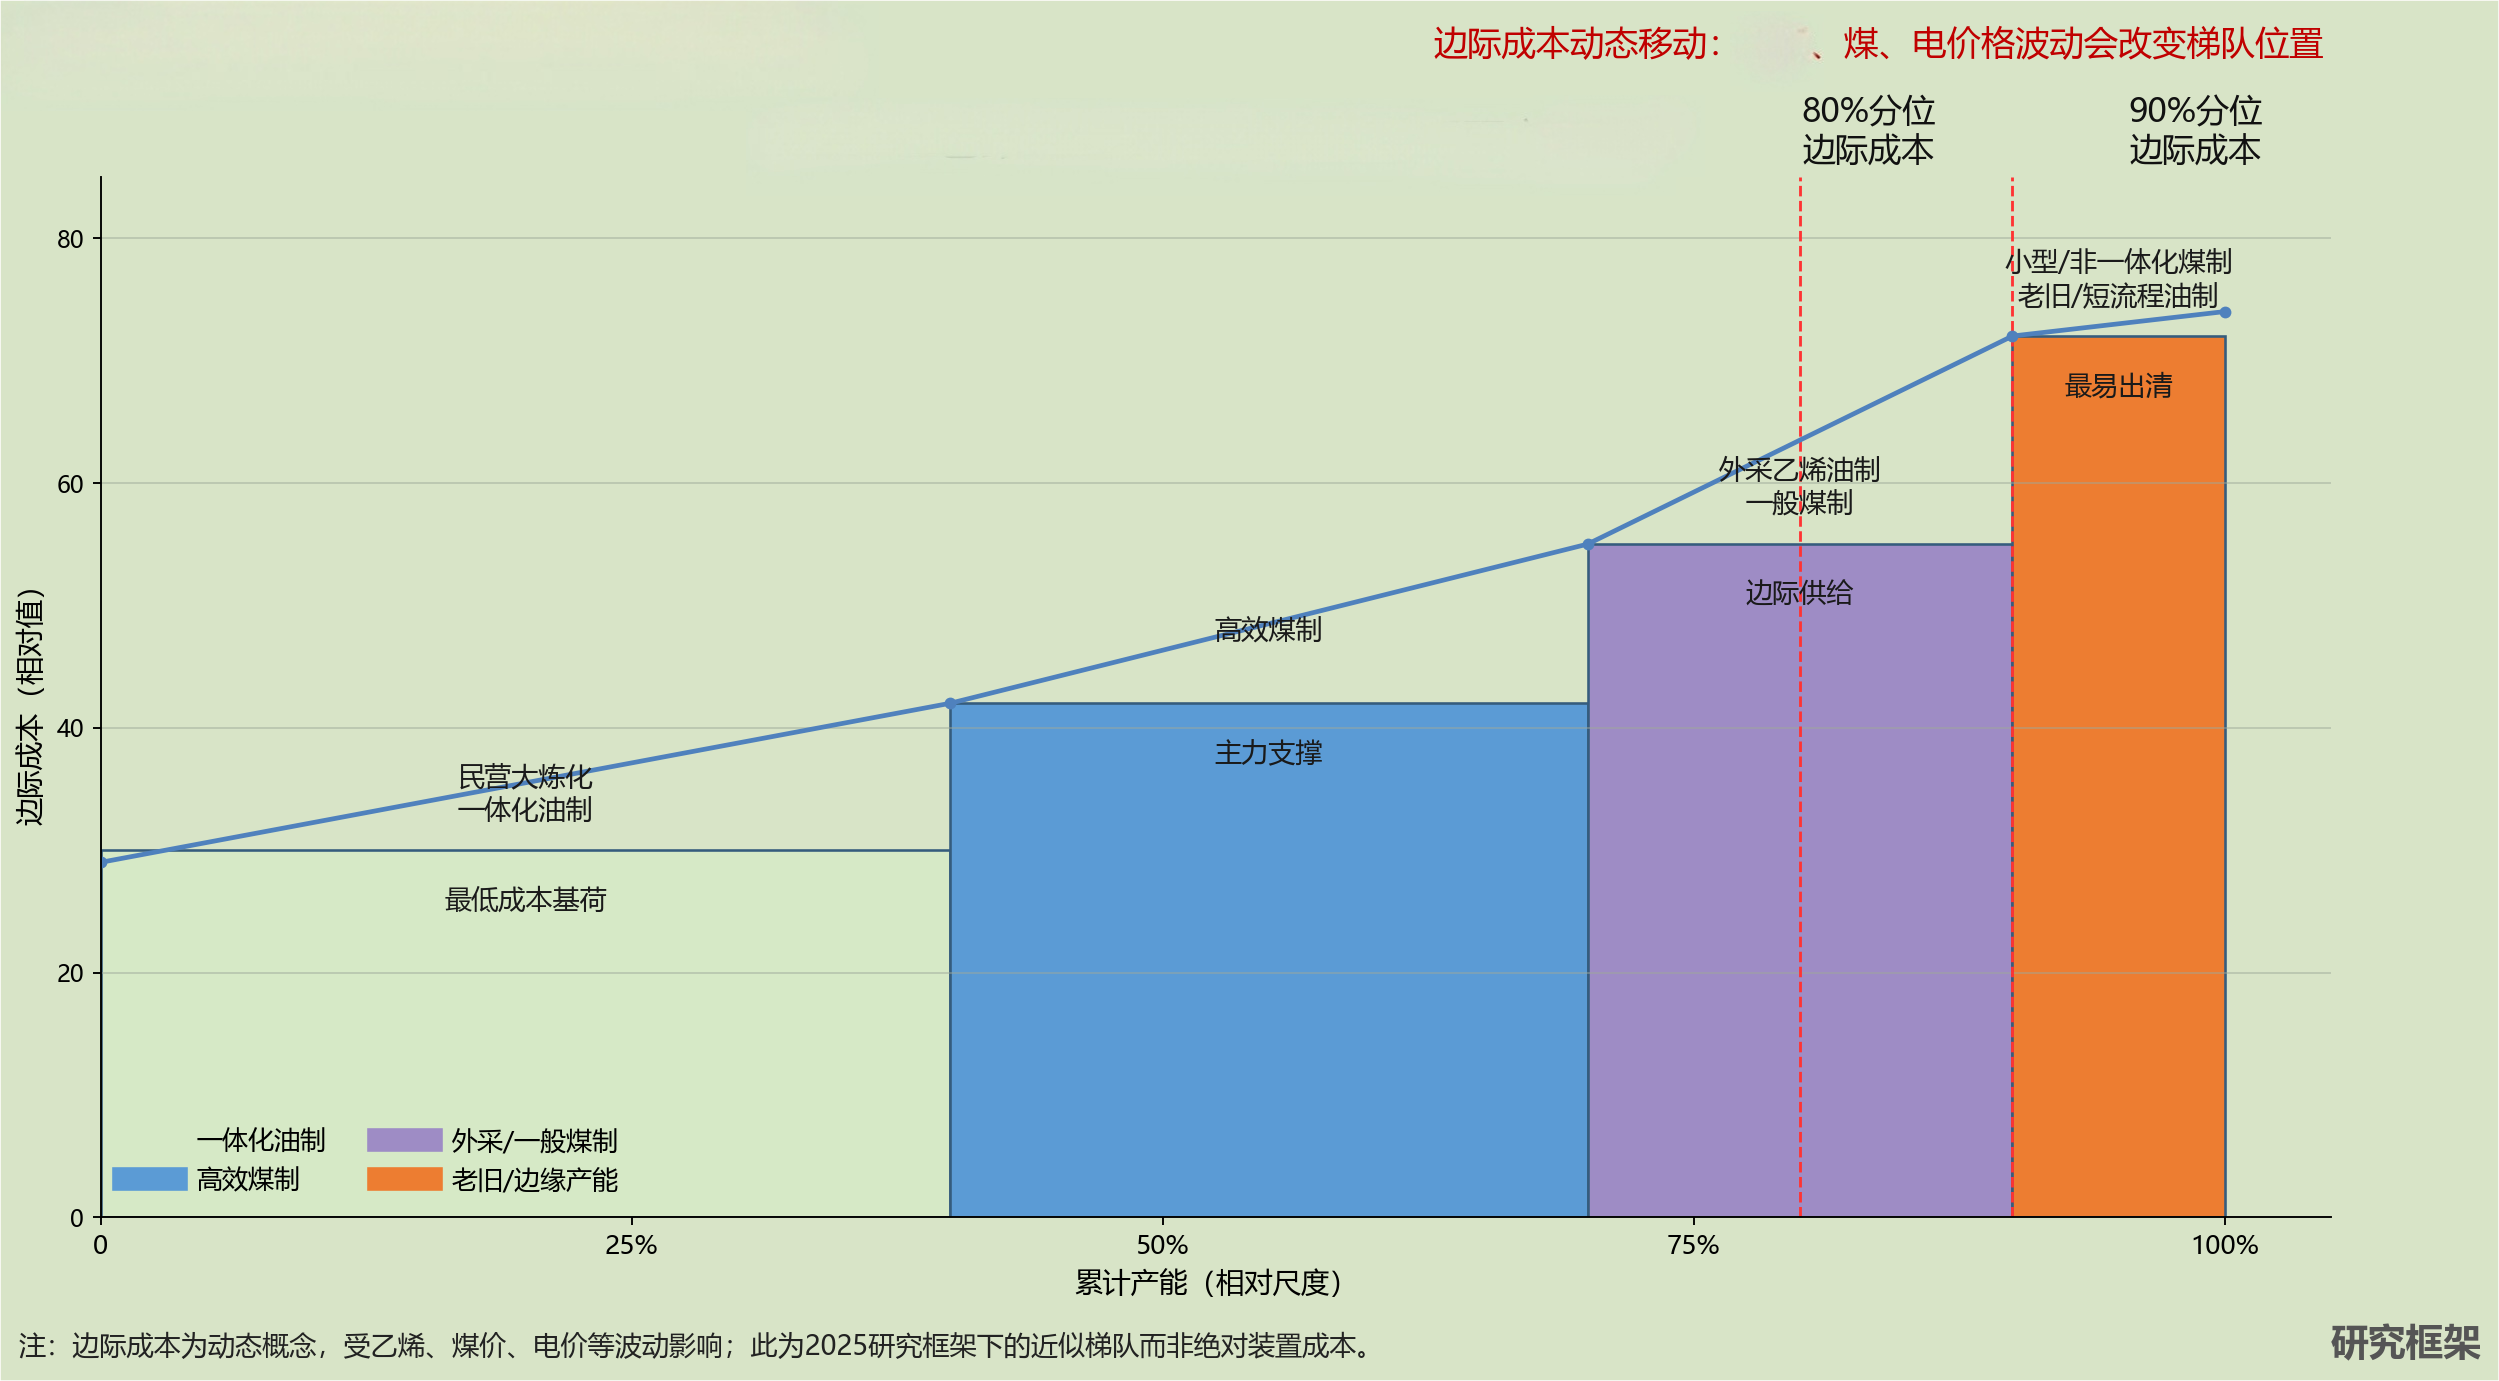 边际成本动态移动：、煤、电价格波动会改变梯队位置
80%分位
边际成本
90%分位
边际成本
80
60
40
20
0
边际成本（相对值）
小型/非一体化煤制
老旧/短流程油制
最易出清
外采乙烯油制
一般煤制
边际供给
高效煤制
主力支撑
民营大炼化
一体化油制
最低成本基荷
一体化油制
外采/一般煤制
高效煤制
老旧/边缘产能
0
25%
50%
75%
100%
累计产能（相对尺度）
注：边际成本为动态概念，受乙烯、煤价、电价等波动影响；此为2025研究框架下的近似梯队而非绝对装置成本。
研究框架